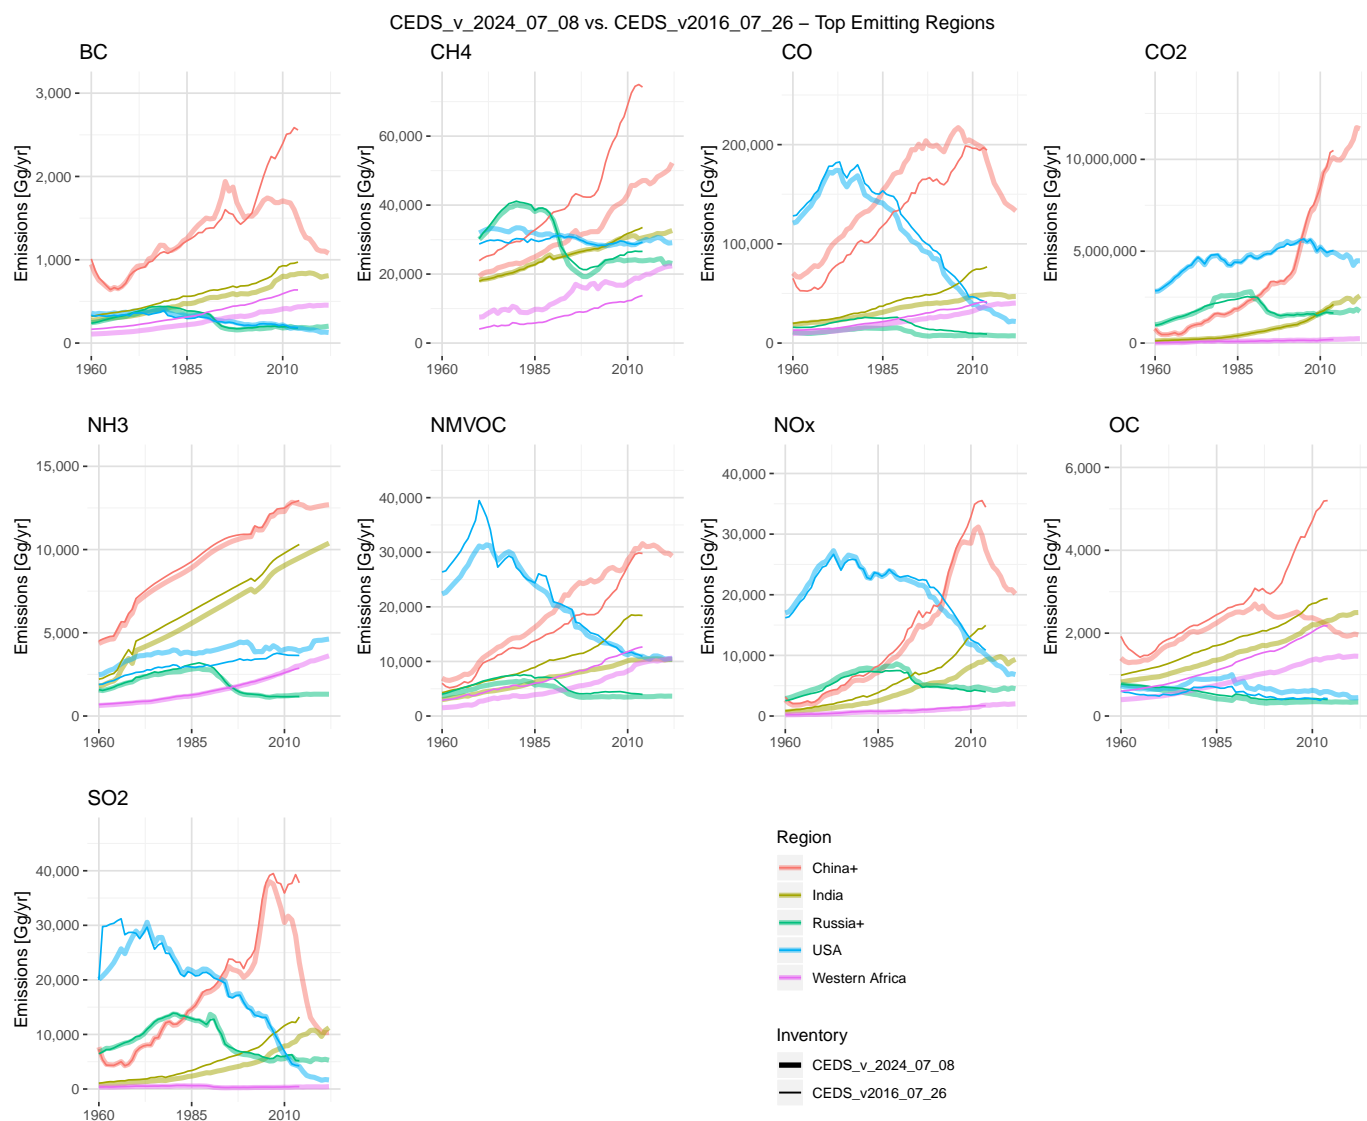 CEDS_v_2024_07_08 vs. CEDS_v2016_07_26 – Top Emitting Regions
BC
Emissions [Gg/yr]
3,000
2,000
1,000
0
1960
1985
2010
CH4
Emissions [Gg/yr]
60,000
40,000
20,000
0
1960
1985
2010
CO
Emissions [Gg/yr]
200,000
100,000
0
1960
1985
2010
CO2
Emissions [Gg/yr]
10,000,000
5,000,000
0
1960
1985
2010
NH3
Emissions [Gg/yr]
15,000
10,000
5,000
0
1960
1985
2010
NMVOC
Emissions [Gg/yr]
40,000
30,000
20,000
10,000
0
1960
1985
2010
NOx
Emissions [Gg/yr]
40,000
30,000
20,000
10,000
0
1960
1985
2010
OC
Emissions [Gg/yr]
6,000
4,000
2,000
0
1960
1985
2010
SO2
Emissions [Gg/yr]
40,000
30,000
20,000
10,000
0
1960
1985
2010
Region
China+
India
Russia+
USA
Western Africa
Inventory
CEDS_v_2024_07_08
CEDS_v2016_07_26